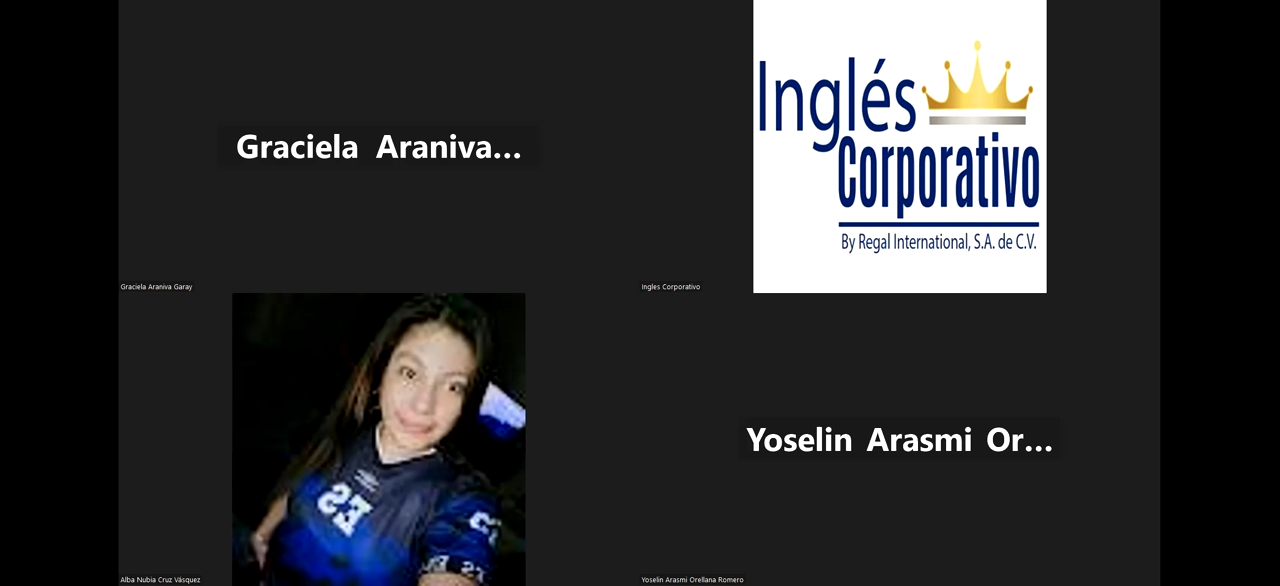 Graciela Araniva...
Graciela Araniva Garay
Inglés
Corporativo
By Regal International, S.A. de C.V.
Ingles Corporativo
ES
Alba Nubia Cruz Vásquez
Yoselin Arasmi Or...
Yoselin Arasmi Orellana Romero